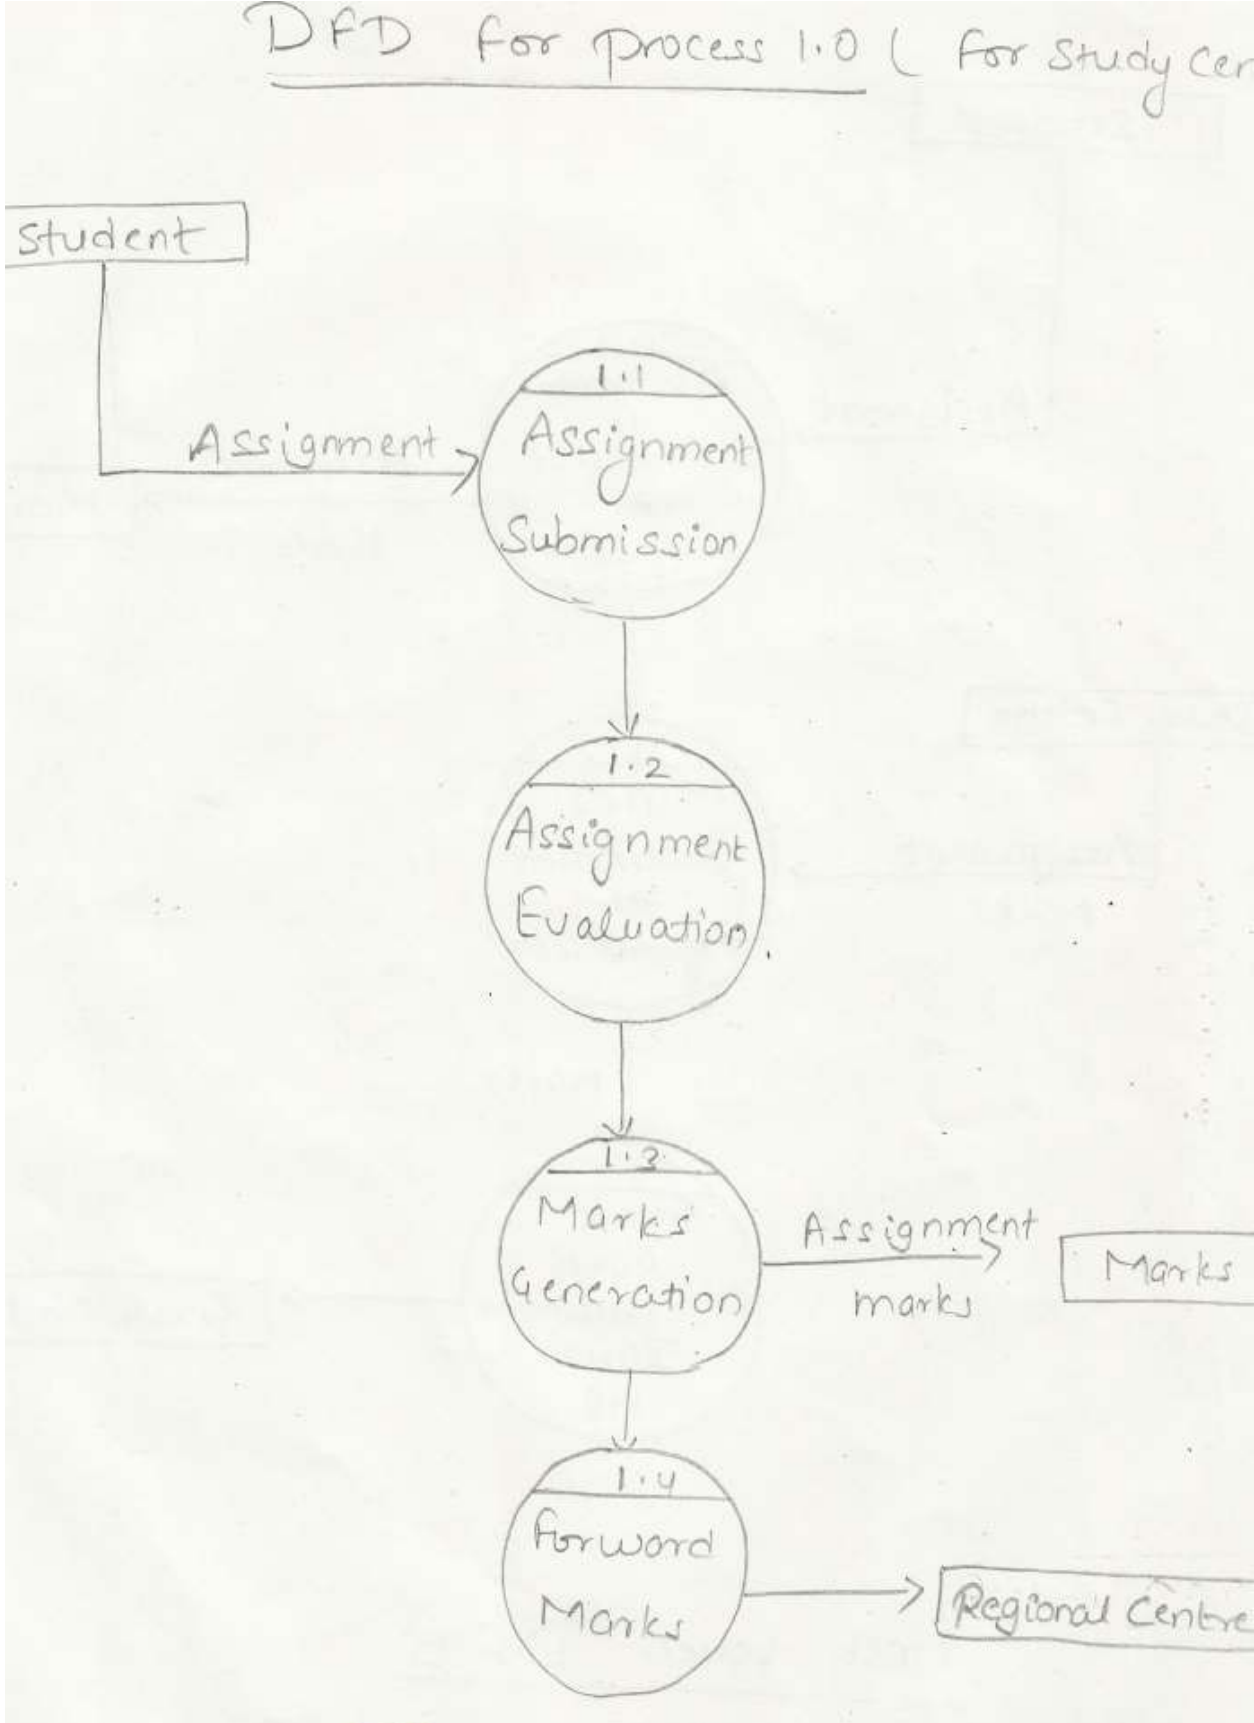 DFD For process 1.0 ( For Study Cer
Student
1.1
Assignment
Assignment
Submission
1.2
Assignment
Evaluation
1.3
Marks
Generation
Assignment
marks
Marks
1.4
Forword
Marks
Regional Centre